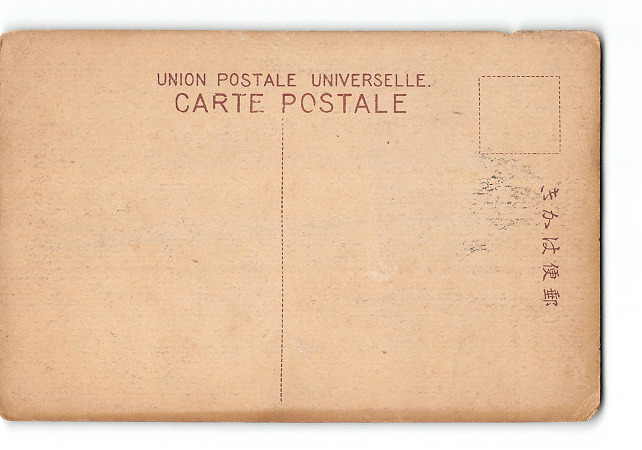 UNION POSTALE UNIVERSELLE.
CARTE POSTALE
郵便はかき